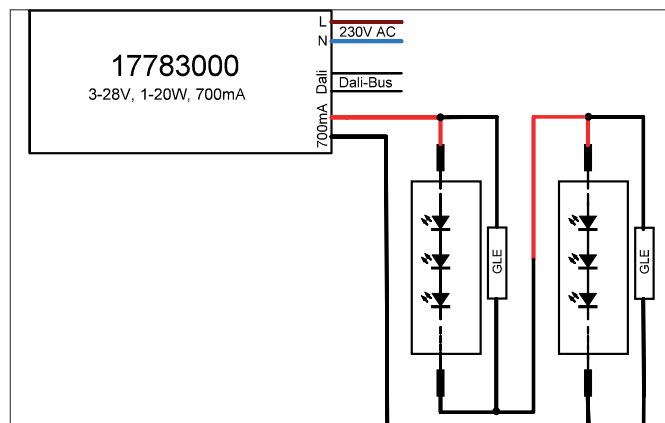 L
230V AC
N
17783000
3-28V, 1-20W, 700mA
Dali
Dali-Bus
700mA
GLE
GLE